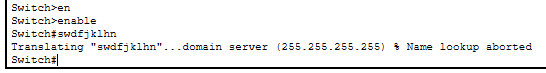 Switch>en
Switch>enable
Switch#swdfjklhn
Translating "swdfjklhn"...domain server (255.255.255.255) % Name lookup aborted
Switch#